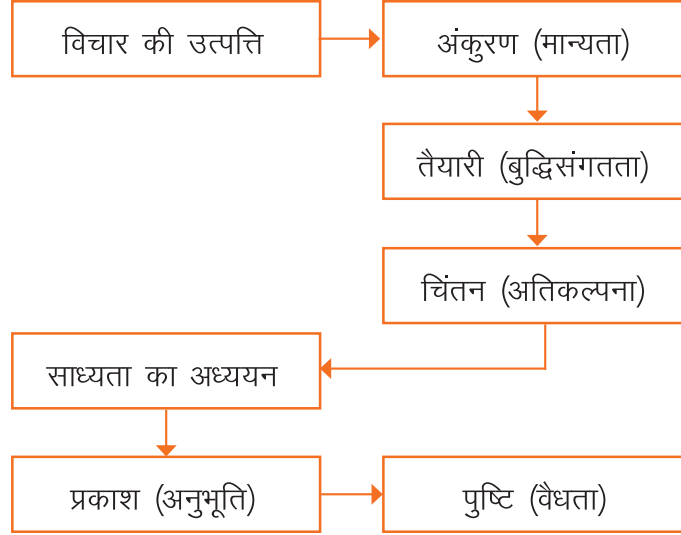 विचार की उत्पत्ति
अंकुरण (मान्यता)
तैयारी (बुद्धिसंगतता)
चिंतन (अतिकल्पना)
साध्यता का अध्ययन
प्रकाश (अनुभूति)
पुष्टि (वैधता)